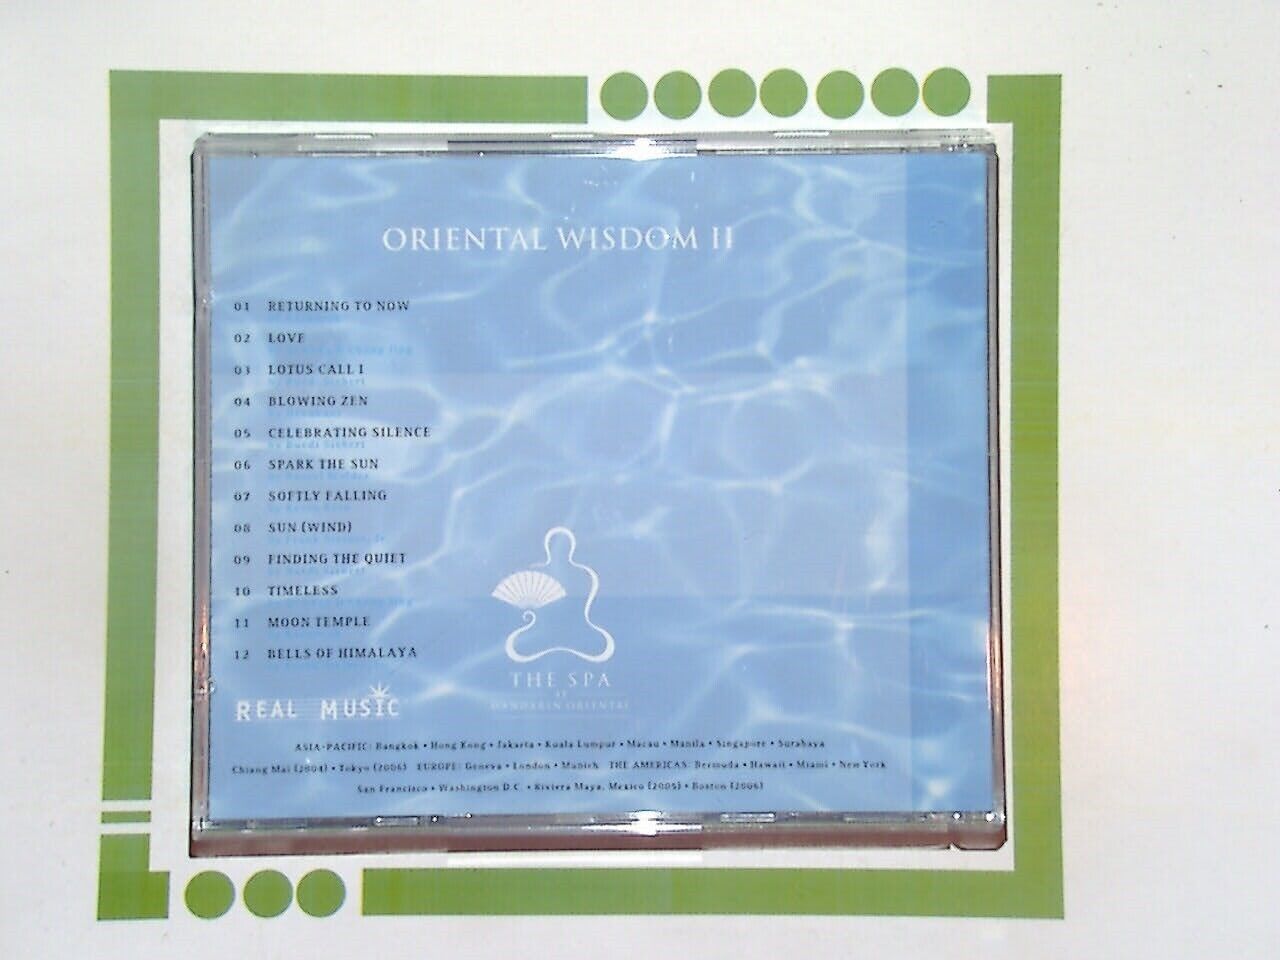 ORIENTAL WISDOM II
01 RETURNING TO NOW
02 LOVE
03 LOTUS CALL I
04 BLOWING ZEN
05 CELEBRATING SILENCE
06 SPARK THE SUN
07 SOFTLY FALLING
08 SUN (WIND)
09 FINDING THE QUIET
10 TIMELESS
11 MOON TEMPLE
12 BELLS OF HIMALAYA
REAL MUSIC
THE SPA
AT
MANDARIN ORIENTAL
ASIA-PACIFIC: Bangkok • Hong Kong • Jakarta • Kuala Lumpur • Macau • Manila • Singapore • Surabaya
Chiang Mai (2004) • Tokyo (2006) EUROPE: Geneva • London • Munich THE AMERICAS: Bermuda • Hawaii • Miami • New York
San Francisco • Washington D.C. • Riviera Maya, Mexico (2005) • Boston (2006)